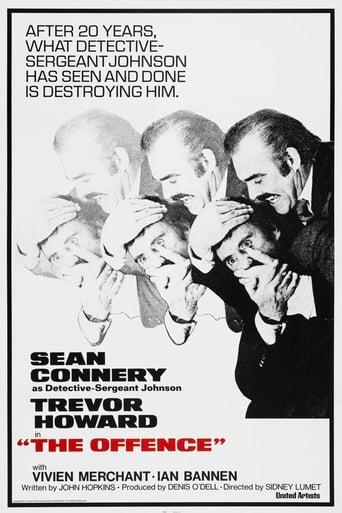 AFTER 20 YEARS,
WHAT DETECTIVE-
SERGEANT JOHNSON
HAS SEEN AND DONE
IS DESTROYING HIM.
SEAN
CONNERY
as Detective-Sergeant Johnson
TREVOR
HOWARD
in
"THE OFFENCE"
with
VIVIEN MERCHANT · IAN BANNEN
Written by JOHN HOPKINS · Produced by DENIS O'DELL · Directed by SIDNEY LUMET
United Artists